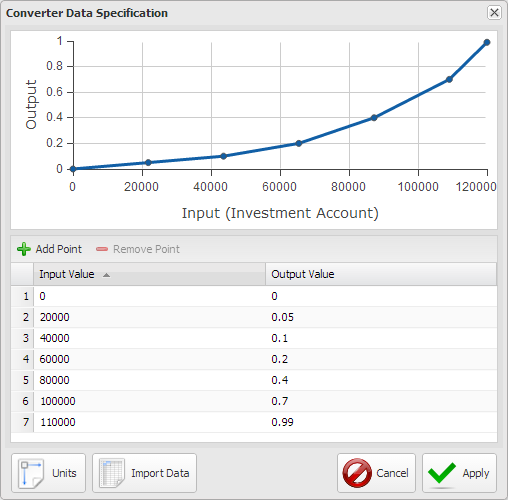 Converter Data Specification
1
0.8
0.6
0.4
0.2
0
Output
0 20000 40000 60000 80000 100000 120000
Input (Investment Account)
Add Point Remove Point
Input Value Output Value
1 0 0
2 20000 0.05
3 40000 0.1
4 60000 0.2
5 80000 0.4
6 100000 0.7
7 110000 0.99
Units Import Data Cancel Apply